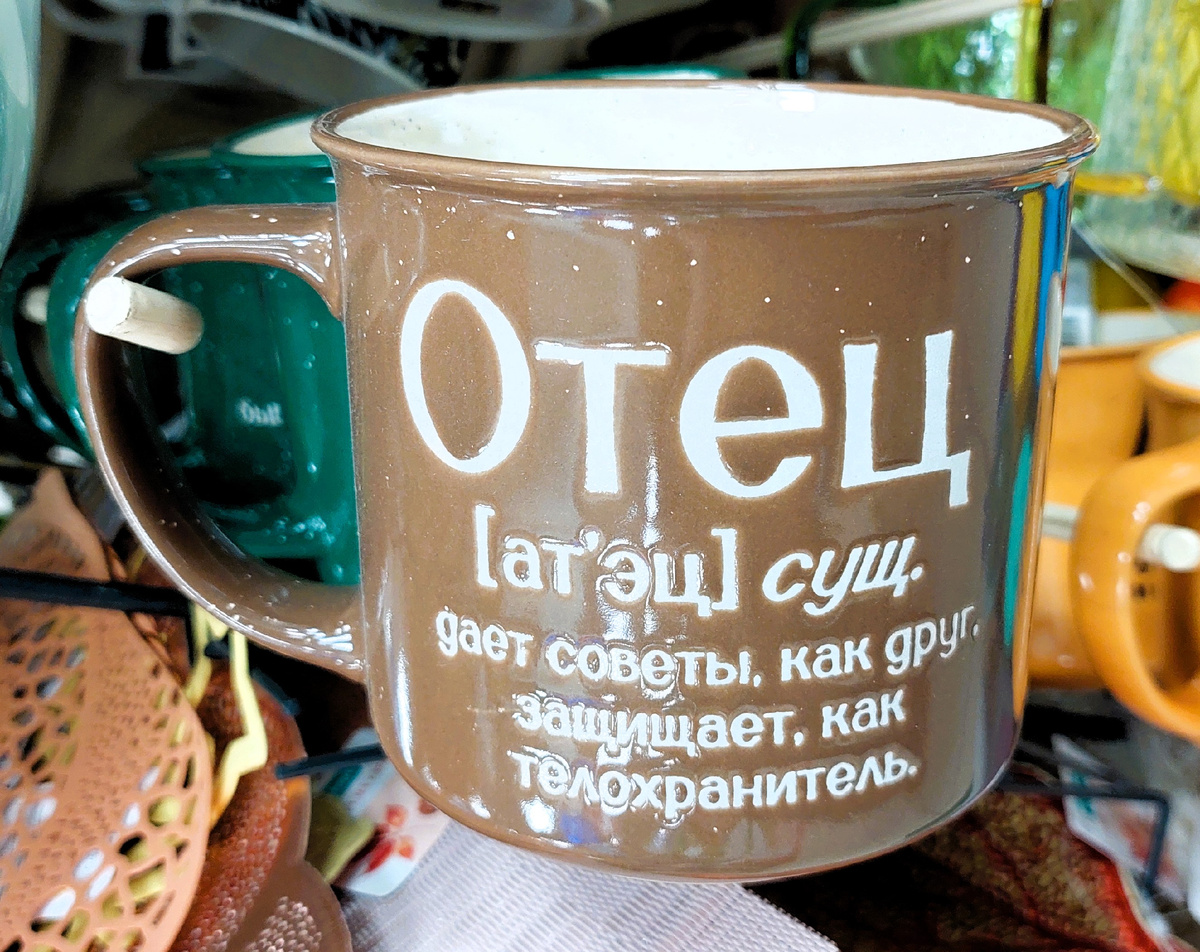 Отец
[ат’эц] сущ.
дает советы, как друг,
защищает, как
телохранитель.